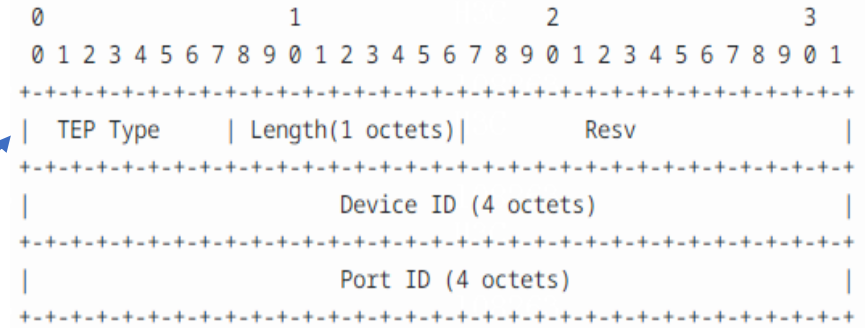 0 1 2 3
0 1 2 3 4 5 6 7 8 9 0 1 2 3 4 5 6 7 8 9 0 1 2 3 4 5 6 7 8 9 0 1
+-+-+-+-+-+-+-+-+-+-+-+-+-+-+-+-+-+-+-+-+-+-+-+-+-+-+-+-+-+-+-+-+
| TEP Type | Length(1 octets)| Resv |
+-+-+-+-+-+-+-+-+-+-+-+-+-+-+-+-+-+-+-+-+-+-+-+-+-+-+-+-+-+-+-+-+
| Device ID (4 octets) |
+-+-+-+-+-+-+-+-+-+-+-+-+-+-+-+-+-+-+-+-+-+-+-+-+-+-+-+-+-+-+-+-+
| Port ID (4 octets) |
+-+-+-+-+-+-+-+-+-+-+-+-+-+-+-+-+-+-+-+-+-+-+-+-+-+-+-+-+-+-+-+-+